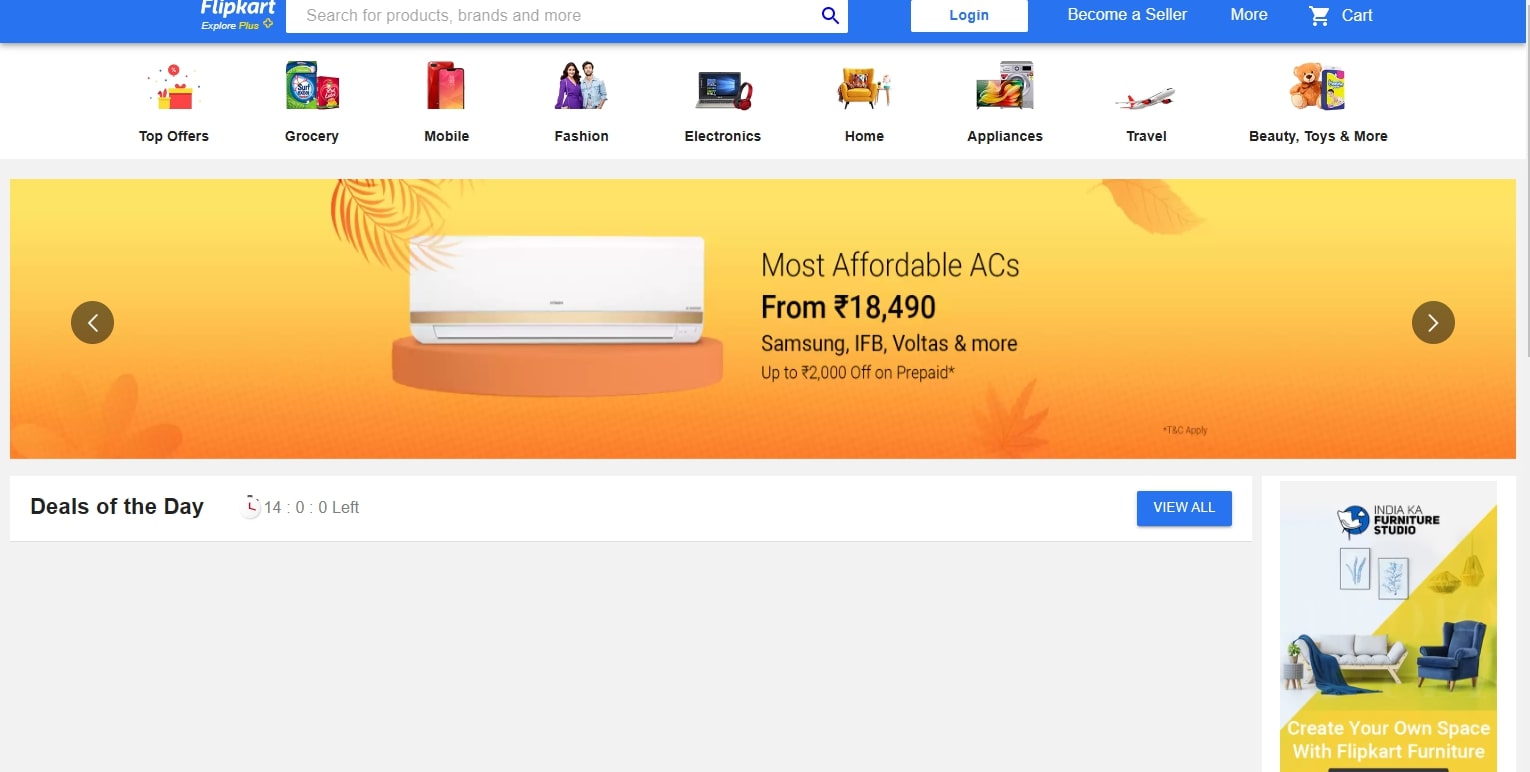 Flipkart
Explore Plus
Search for products, brands and more
Login
Become a Seller
More
Cart
Surf excel
Top Offers
Grocery
Mobile
Fashion
Electronics
Home
Appliances
Travel
Beauty, Toys & More
Most Affordable ACs
From ₹18,490
Samsung, IFB, Voltas & more
Up to ₹2,000 Off on Prepaid*
*T&C Apply
Deals of the Day
14 : 0 : 0 Left
VIEW ALL
INDIA KA
FURNITURE
STUDIO
Create Your Own Space
With Flipkart Furniture